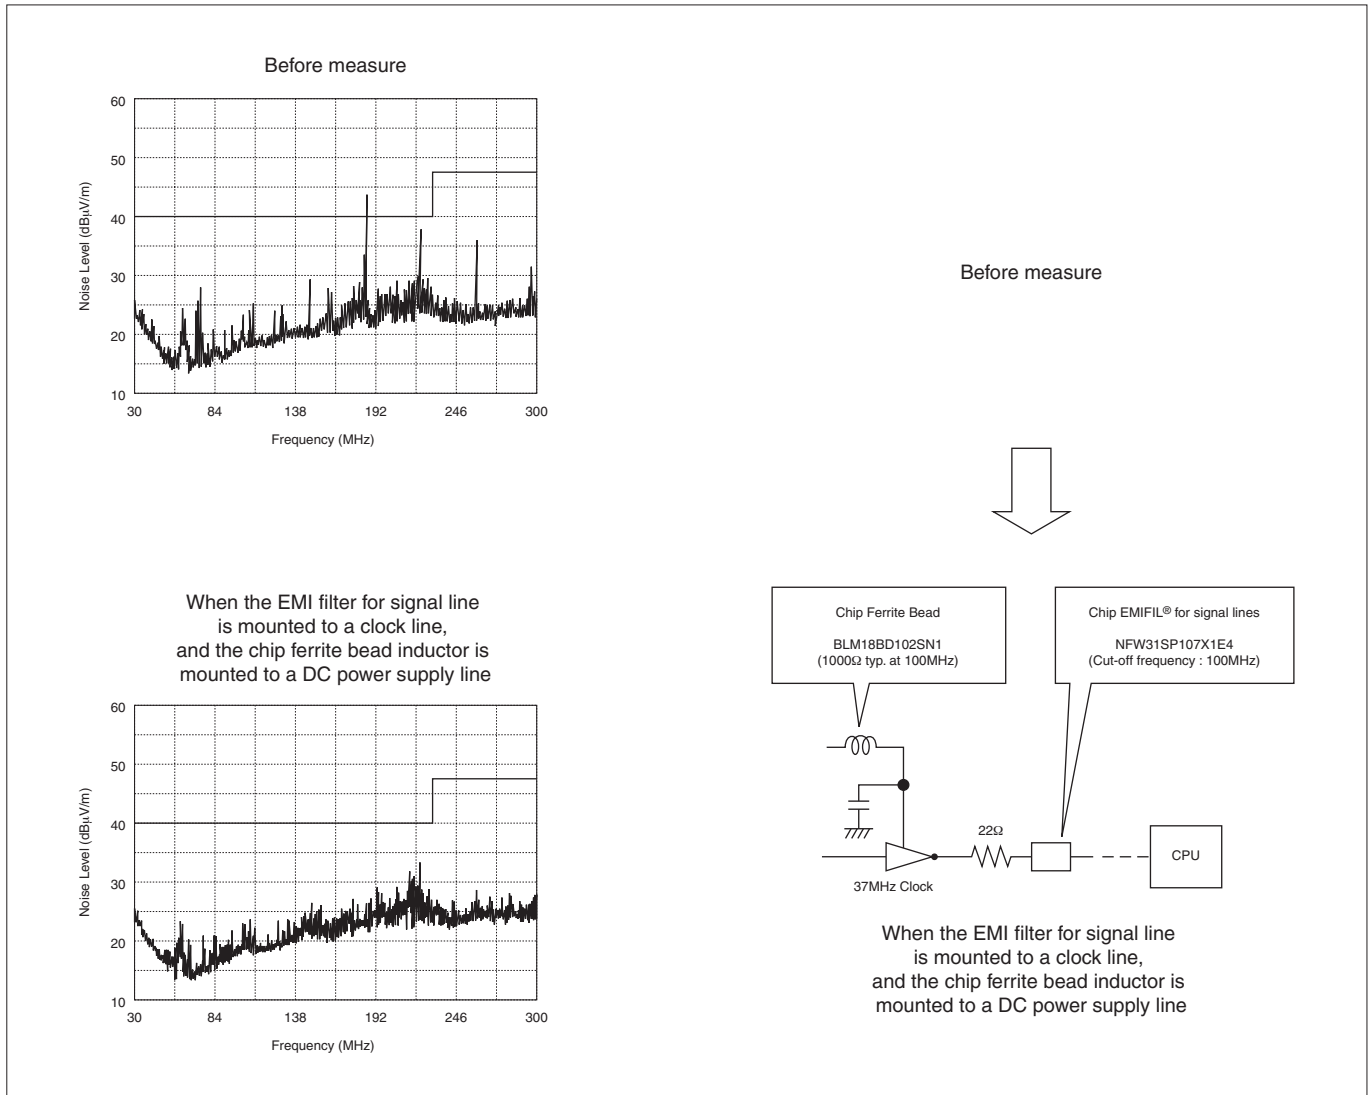 Before measure
60
50
40
30
20
10
Noise Level (dBµV/m)
30 84 138 192 246 300
Frequency (MHz)
When the EMI filter for signal line
is mounted to a clock line,
and the chip ferrite bead inductor is
mounted to a DC power supply line
60
50
40
30
20
10
Noise Level (dBµV/m)
30 84 138 192 246 300
Frequency (MHz)
Before measure
Chip Ferrite Bead
BLM18BD102SN1
(1000Ω typ. at 100MHz)
Chip EMIFIL® for signal lines
NFW31SP107X1E4
(Cut-off frequency : 100MHz)
22Ω
37MHz Clock
CPU
When the EMI filter for signal line
is mounted to a clock line,
and the chip ferrite bead inductor is
mounted to a DC power supply line